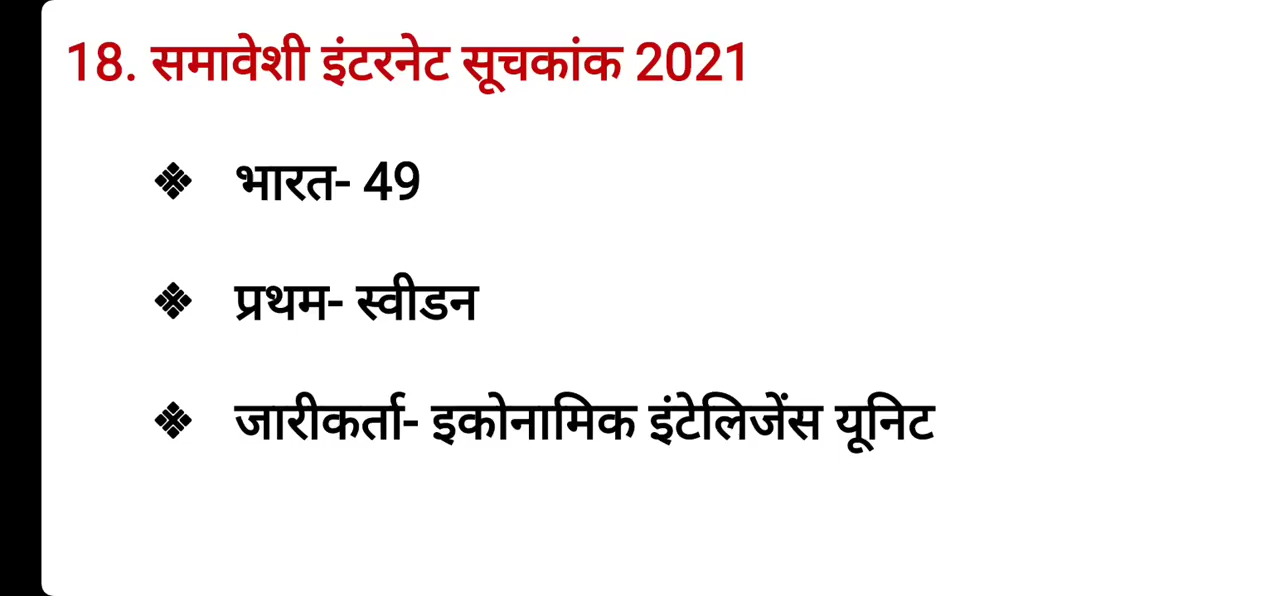 18. समावेशी इंटरनेट सूचकांक 2021
❖ भारत- 49
❖ प्रथम- स्वीडन
❖ जारीकर्ता- इकोनामिक इंटेलिजेंस यूनिट